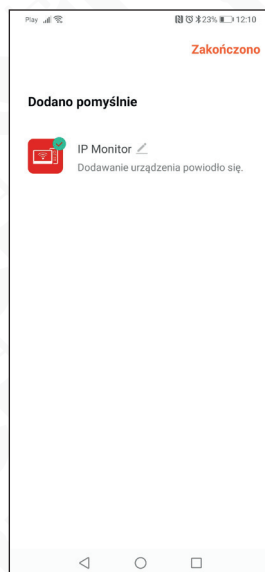 Play 23% 12:10
Zakończono
Dodano pomyślnie
IP Monitor
Dodawanie urządzenia powiodło się.